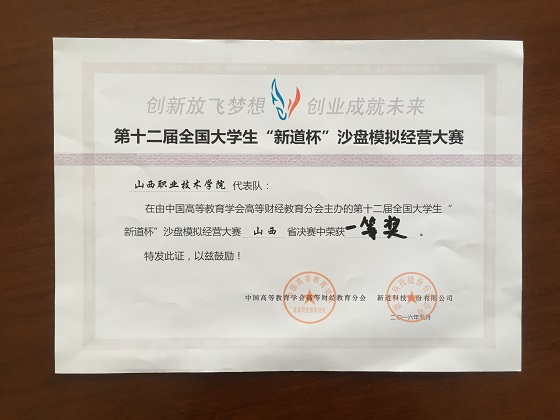 创新放飞梦想 创业成就未来
第十二届全国大学生“新道杯”沙盘模拟经营大赛
山西职业技术学院 代表队：
在由中国高等教育学会高等财经教育分会主办的第十二届全国大学生“
新道杯”沙盘模拟经营大赛 山西 省决赛中荣获 一等奖 。
特发此证，以兹鼓励！
中国高等教育学会高等财经教育分会 新道科技股份有限公司
二〇一六年五月